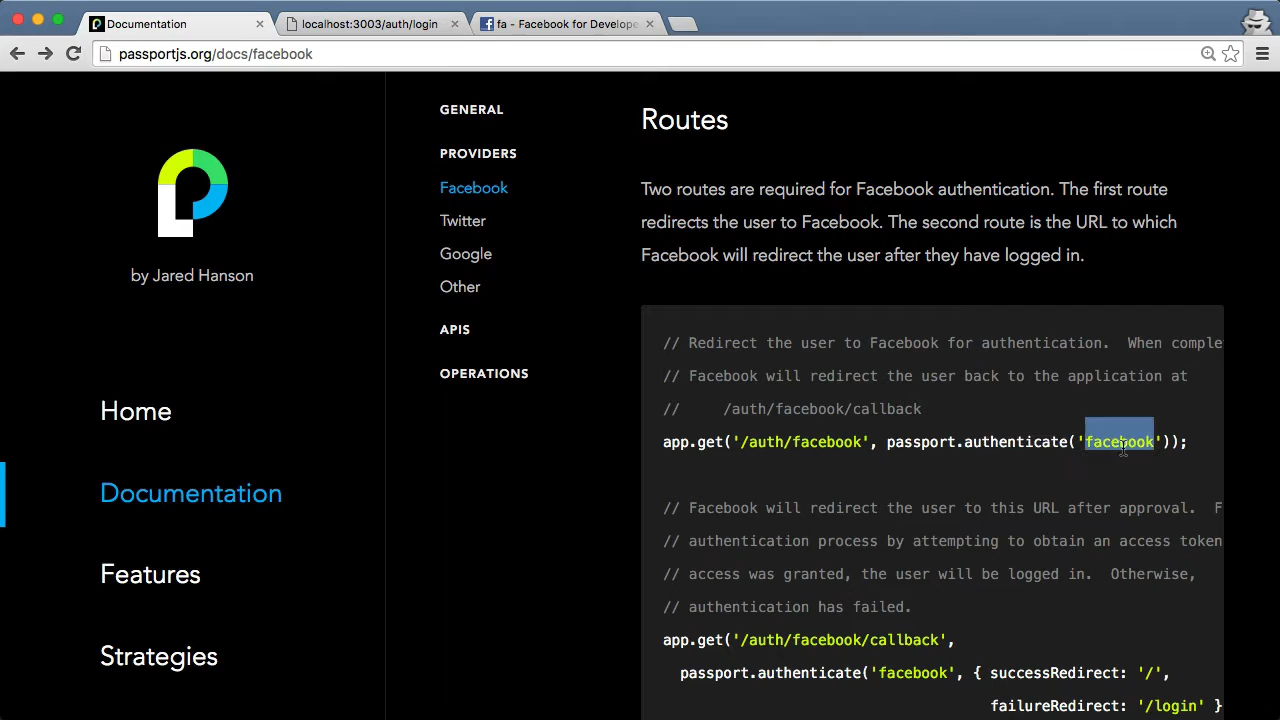 Documentation
localhost:3003/auth/login
fa - Facebook for Develope
passportjs.org/docs/facebook
by Jared Hanson
Home
Documentation
Features
Strategies
GENERAL
PROVIDERS
Facebook
Twitter
Google
Other
APIS
OPERATIONS
Routes
Two routes are required for Facebook authentication. The first route
redirects the user to Facebook. The second route is the URL to which
Facebook will redirect the user after they have logged in.
// Redirect the user to Facebook for authentication.  When comple
// Facebook will redirect the user back to the application at
//     /auth/facebook/callback
app.get('/auth/facebook', passport.authenticate('facebook'));
// Facebook will redirect the user to this URL after approval.  F
// authentication process by attempting to obtain an access token
// access was granted, the user will be logged in.  Otherwise,
// authentication has failed.
app.get('/auth/facebook/callback',
passport.authenticate('facebook', { successRedirect: '/',
failureRedirect: '/login' }